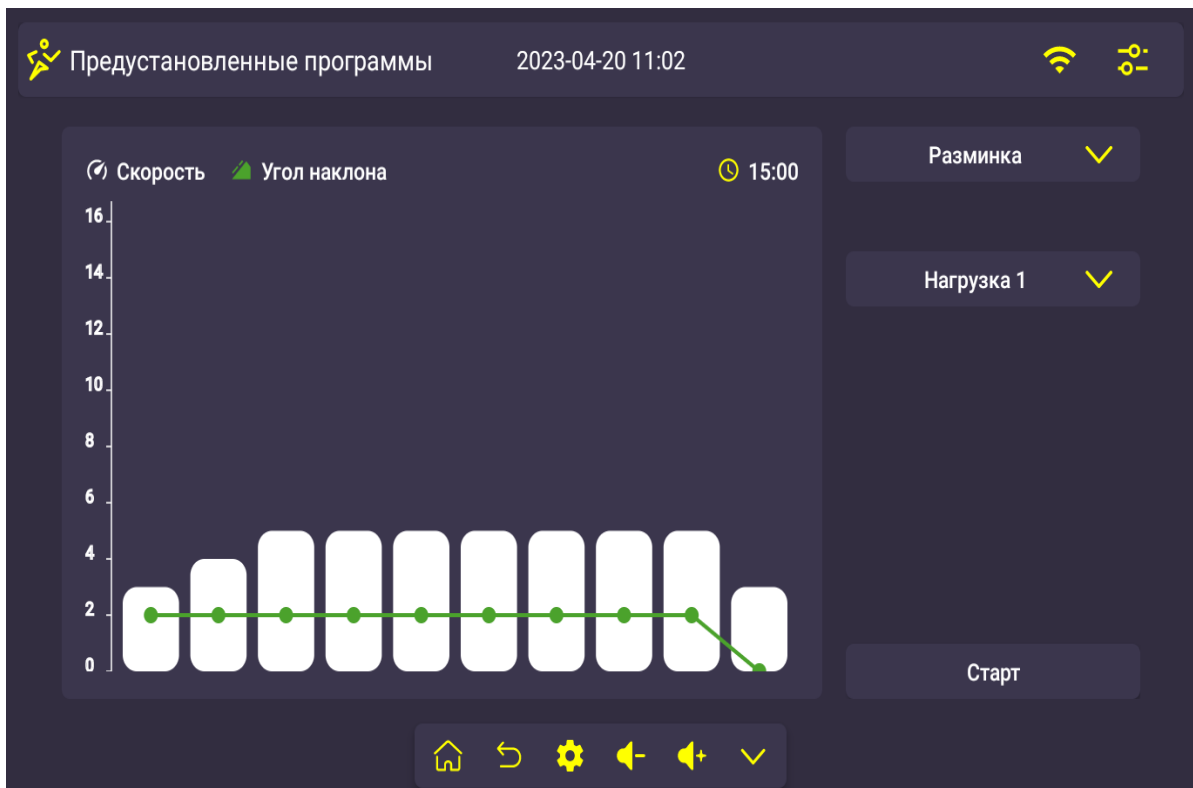 Предустановленные программы 2023-04-20 11:02
Скорость Угол наклона 15:00
16
14
12
10
8
6
4
2
0
Разминка
Нагрузка 1
Старт